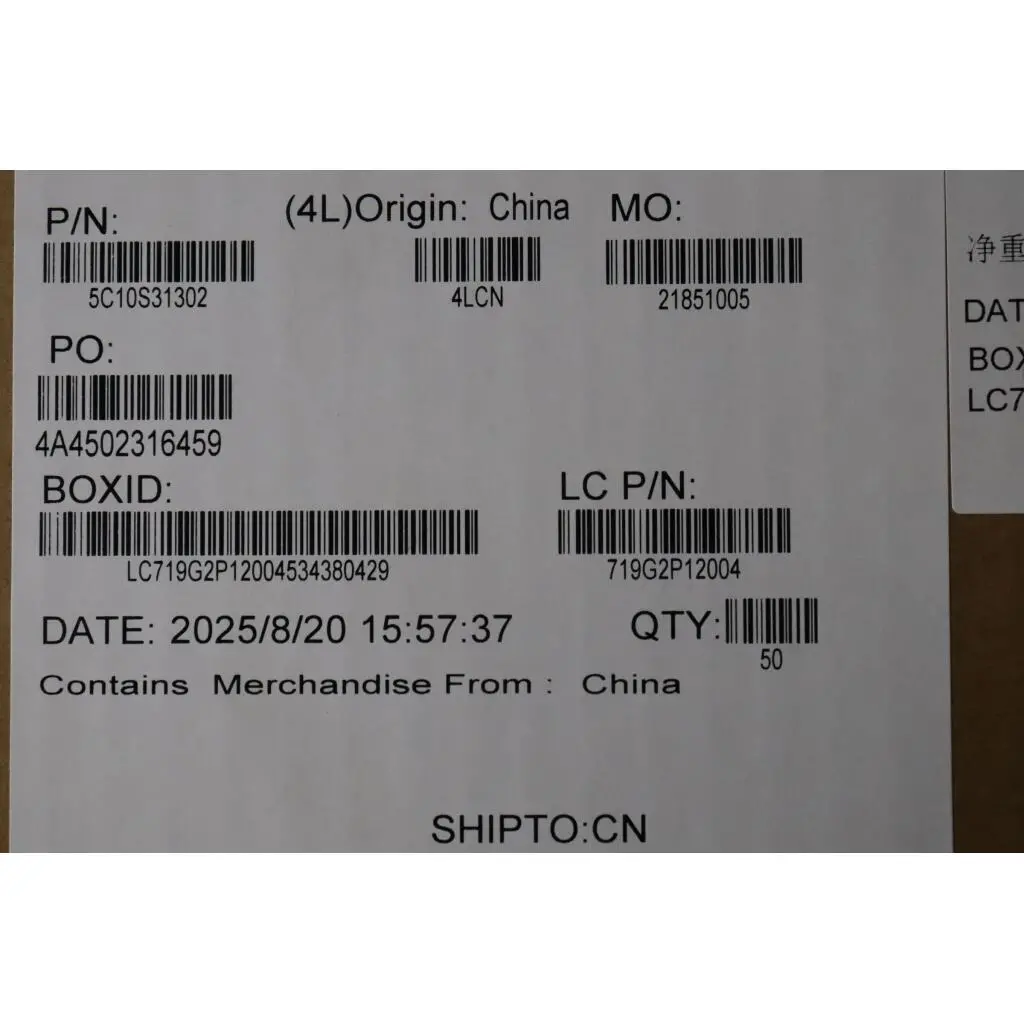 P/N:
(4L)Origin: China
MO:
5C10S31302
4LCN
21851005
PO:
4A4502316459
BOXID:
LC P/N:
LC719G2P12004534380429
719G2P12004
DATE: 2025/8/20 15:57:37
QTY:
50
Contains Merchandise From : China
SHIPTO:CN
净重
DAT
BOX
LC7